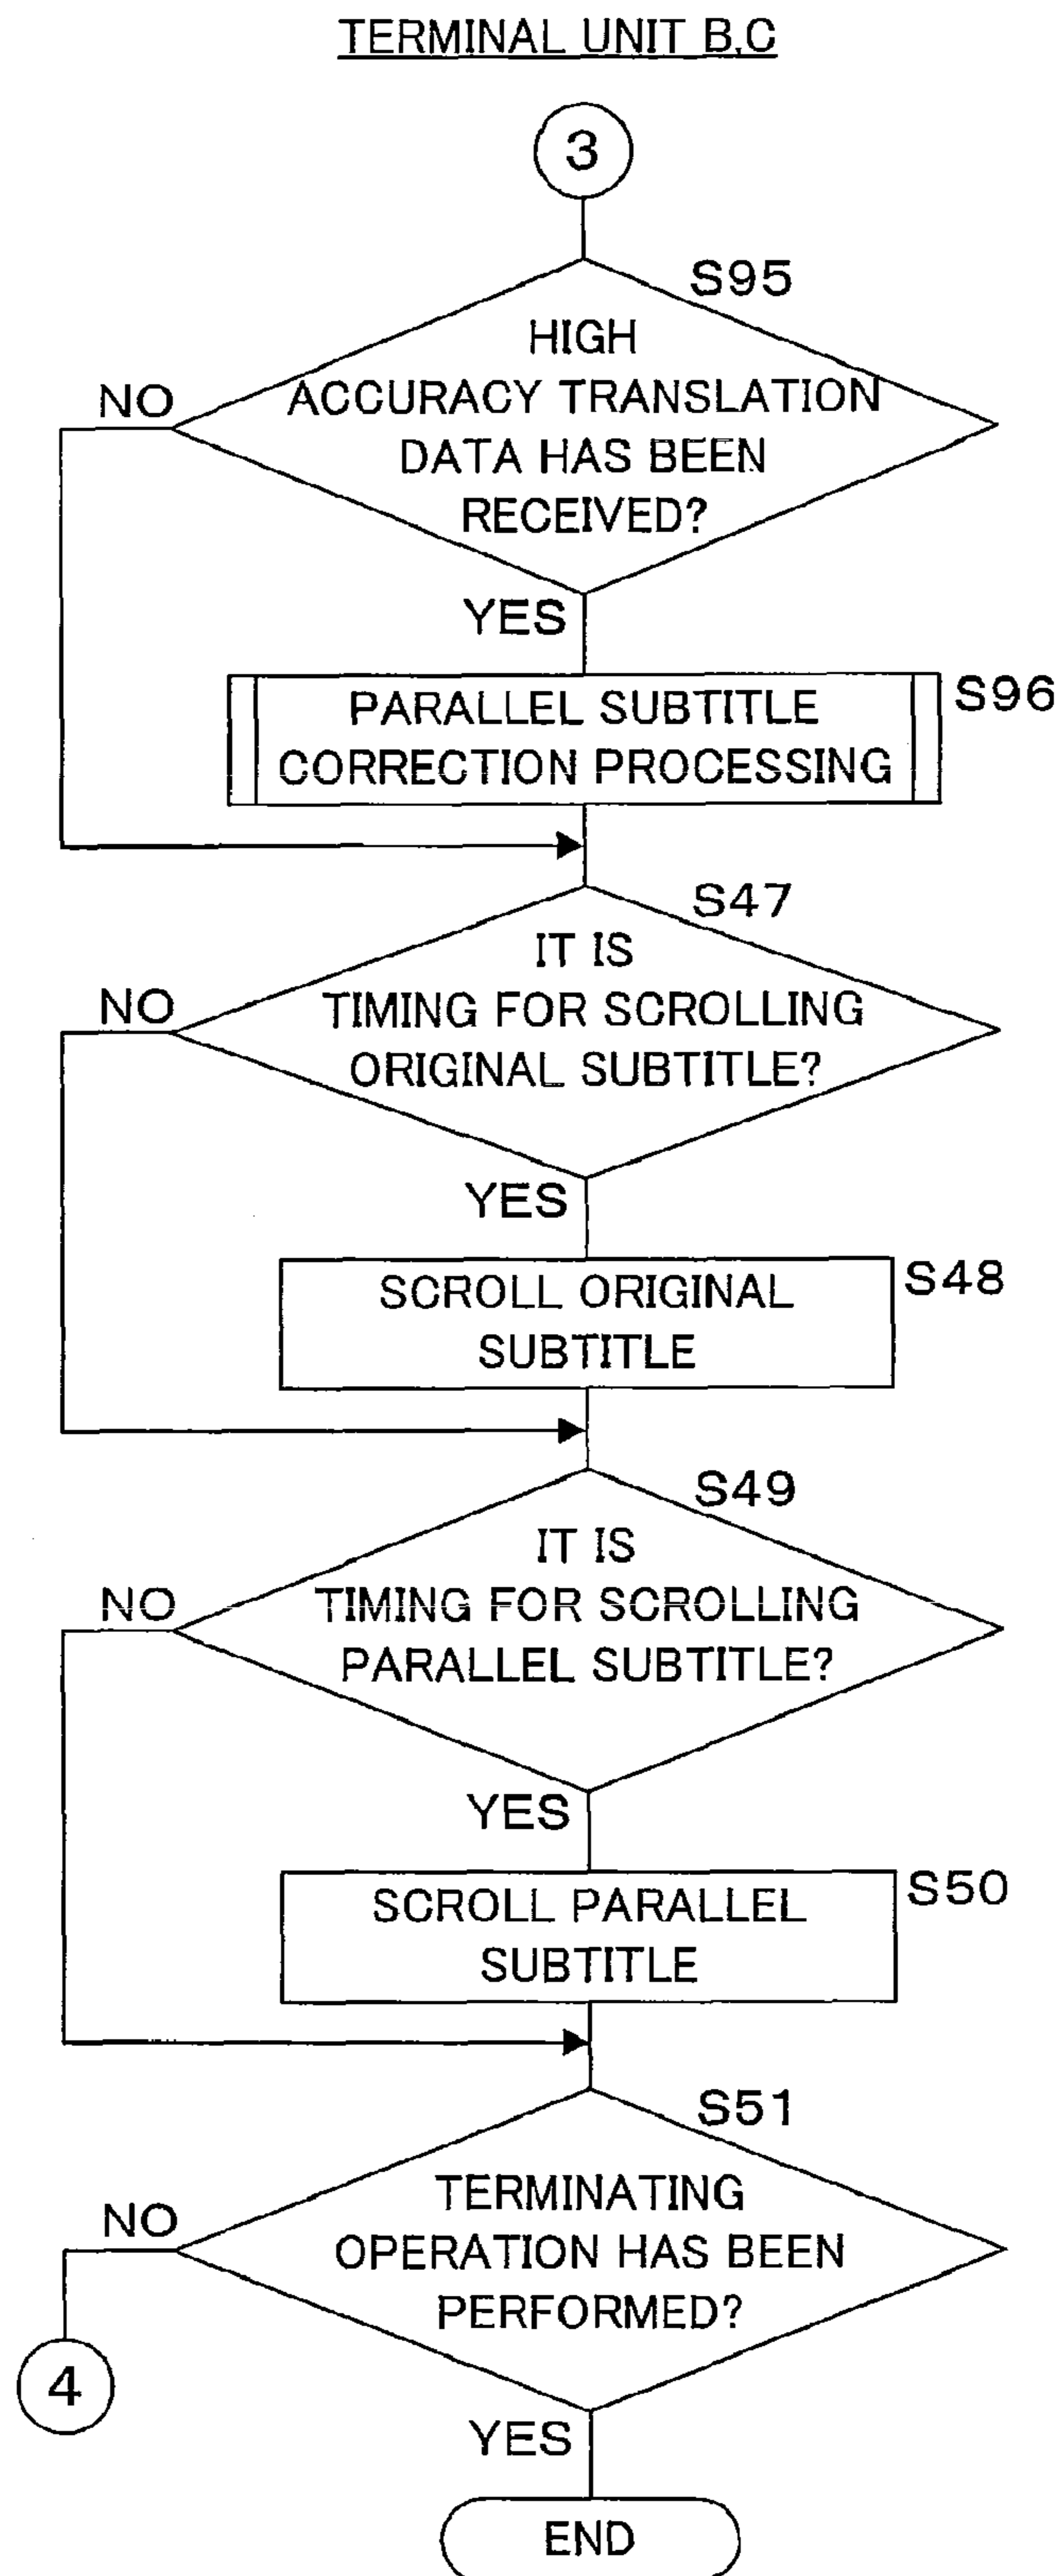 TERMINAL UNIT B,C
3
S95
HIGH
ACCURACY TRANSLATION
DATA HAS BEEN
RECEIVED?
NO
YES
PARALLEL SUBTITLE
CORRECTION PROCESSING
S96
S47
IT IS
TIMING FOR SCROLLING
ORIGINAL SUBTITLE?
NO
YES
SCROLL ORIGINAL
SUBTITLE
S48
S49
IT IS
TIMING FOR SCROLLING
PARALLEL SUBTITLE?
NO
YES
SCROLL PARALLEL
SUBTITLE
S50
S51
TERMINATING
OPERATION HAS BEEN
PERFORMED?
NO
4
YES
END